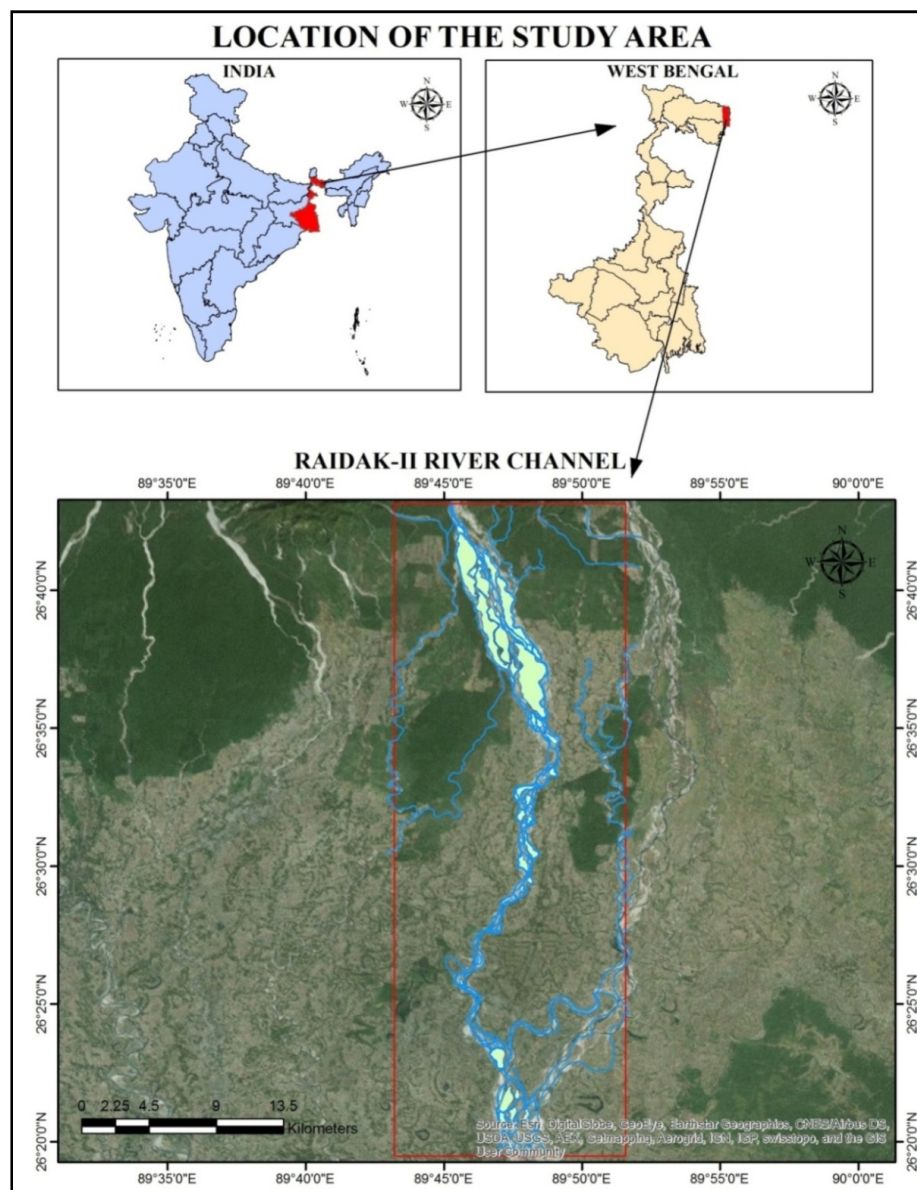 LOCATION OF THE STUDY AREA
INDIA
N
W E
S
WEST BENGAL
N
W E
S
RAIDAK-II RIVER CHANNEL
89°35'0"E 89°40'0"E 89°45'0"E 89°50'0"E 89°55'0"E 90°0'0"E
N
W E
S
26°40'0"N 26°40'0"N
26°35'0"N 26°35'0"N
26°30'0"N 26°30'0"N
26°25'0"N 26°25'0"N
26°20'0"N 26°20'0"N
0 2.25 4.5 9 13.5
Kilometers
Source: Esri, DigitalGlobe, GeoEye, Earthstar Geographics, CNES/Airbus DS,
USDA, USGS, AEX, Getmapping, Aerogrid, IGN, IGP, swisstopo, and the GIS
User Community
89°35'0"E 89°40'0"E 89°45'0"E 89°50'0"E 89°55'0"E 90°0'0"E